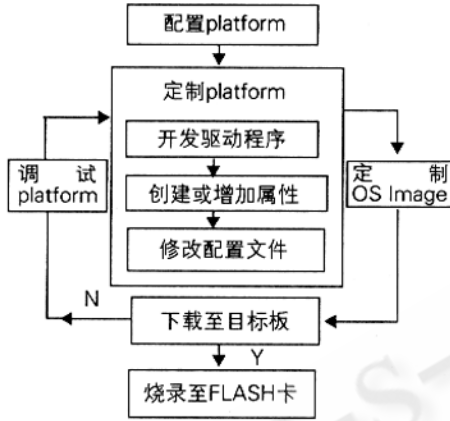 配置platform
定制platform
开发驱动程序
创建或增加属性
修改配置文件
调 试
platform
定 制
OS Image
N
下载至目标板
Y
烧录至FLASH卡